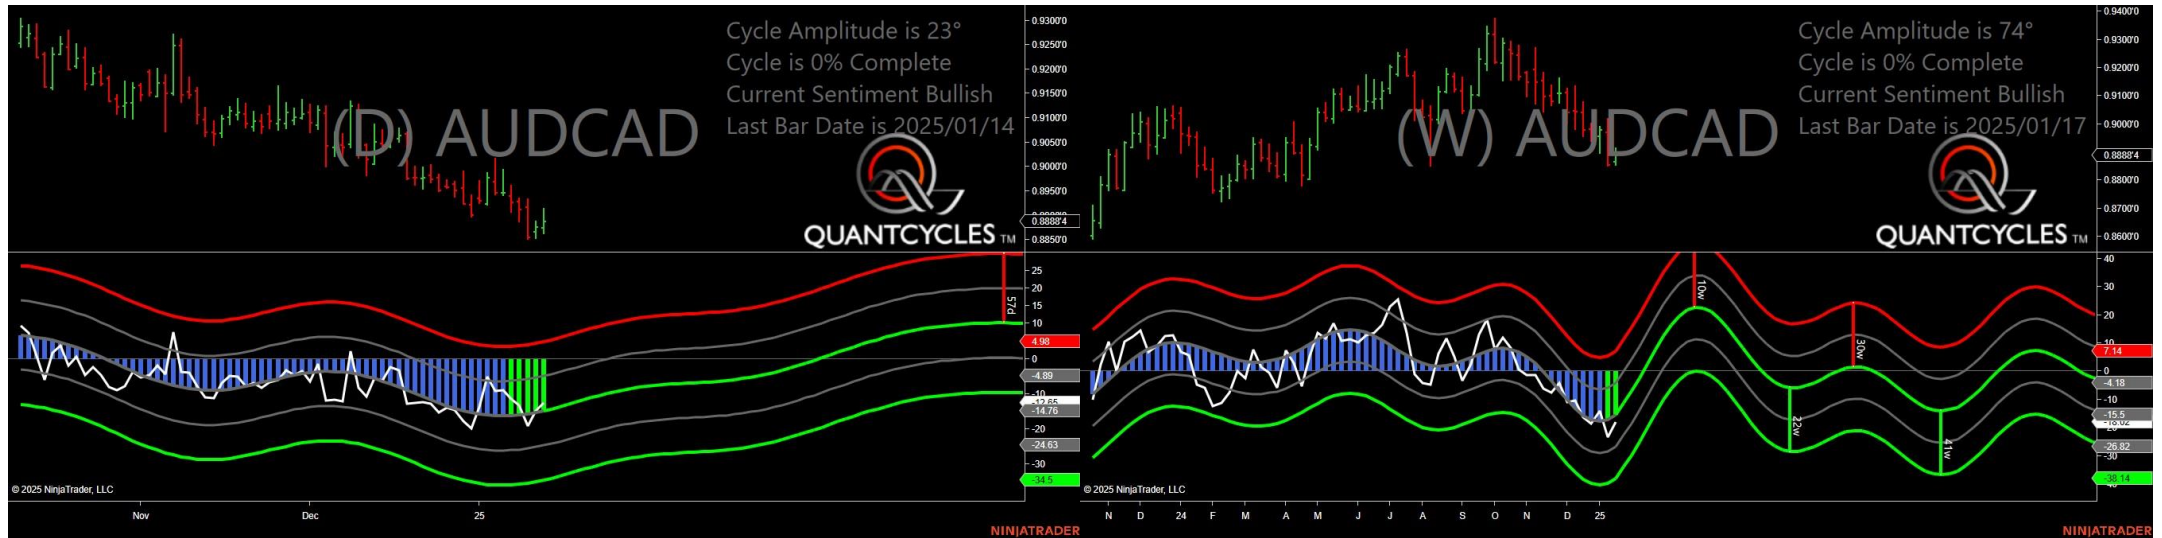 Cycle Amplitude is 23°
Cycle is 0% Complete
Current Sentiment Bullish
Last Bar Date is 2025/01/14
(D) AUDCAD
QUANTCYCLES TM
0.9300'0
0.9250'0
0.9200'0
0.9150'0
0.9100'0
0.9050'0
0.9000'0
0.8950'0
0.8888'4
0.8850'0
57d
25
20
15
10
4.98
0
-4.89
-10
-12.65
-14.76
-20
-24.63
-30
-34.5
© 2025 NinjaTrader, LLC
Nov
Dec
25
NINJATRADER
Cycle Amplitude is 74°
Cycle is 0% Complete
Current Sentiment Bullish
Last Bar Date is 2025/01/17
(W) AUDCAD
QUANTCYCLES TM
0.9400'0
0.9300'0
0.9200'0
0.9100'0
0.9000'0
0.8888'4
0.8800'0
0.8700'0
0.8600'0
10w
22w
30w
41w
40
30
20
10
7.14
0
-4.18
-10
-15.5
-18.02
-26.82
-30
-38.14
© 2025 NinjaTrader, LLC
N D 24 F M A M J J A S O N D 25
NINJATRADER